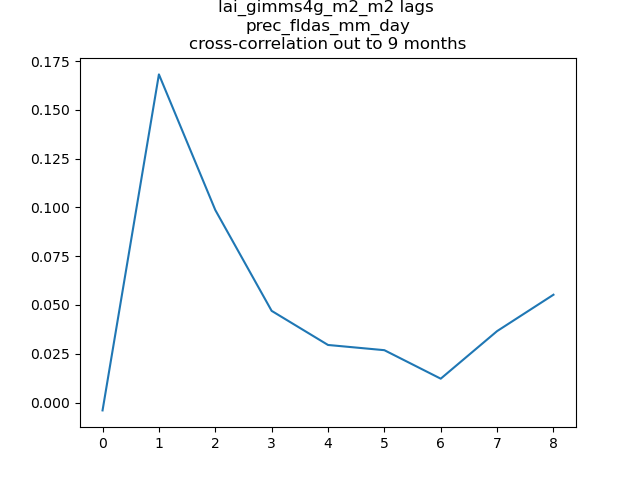 lai_gimms4g_m2_m2 lags
prec_fldas_mm_day
cross-correlation out to 9 months
0.175
0.150
0.125
0.100
0.075
0.050
0.025
0.000
0 1 2 3 4 5 6 7 8